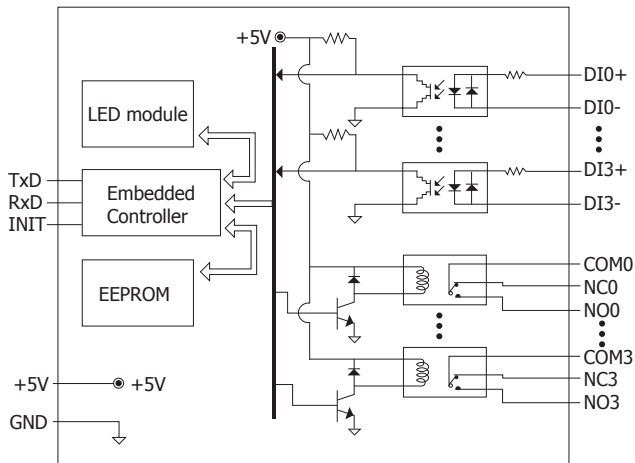 +5V
DI0+
LED module
DI0-
DI3+
TxD
RxD
INIT
Embedded
Controller
DI3-
COM0
EEPROM
NC0
NO0
COM3
+5V
+5V
NC3
GND
NO3